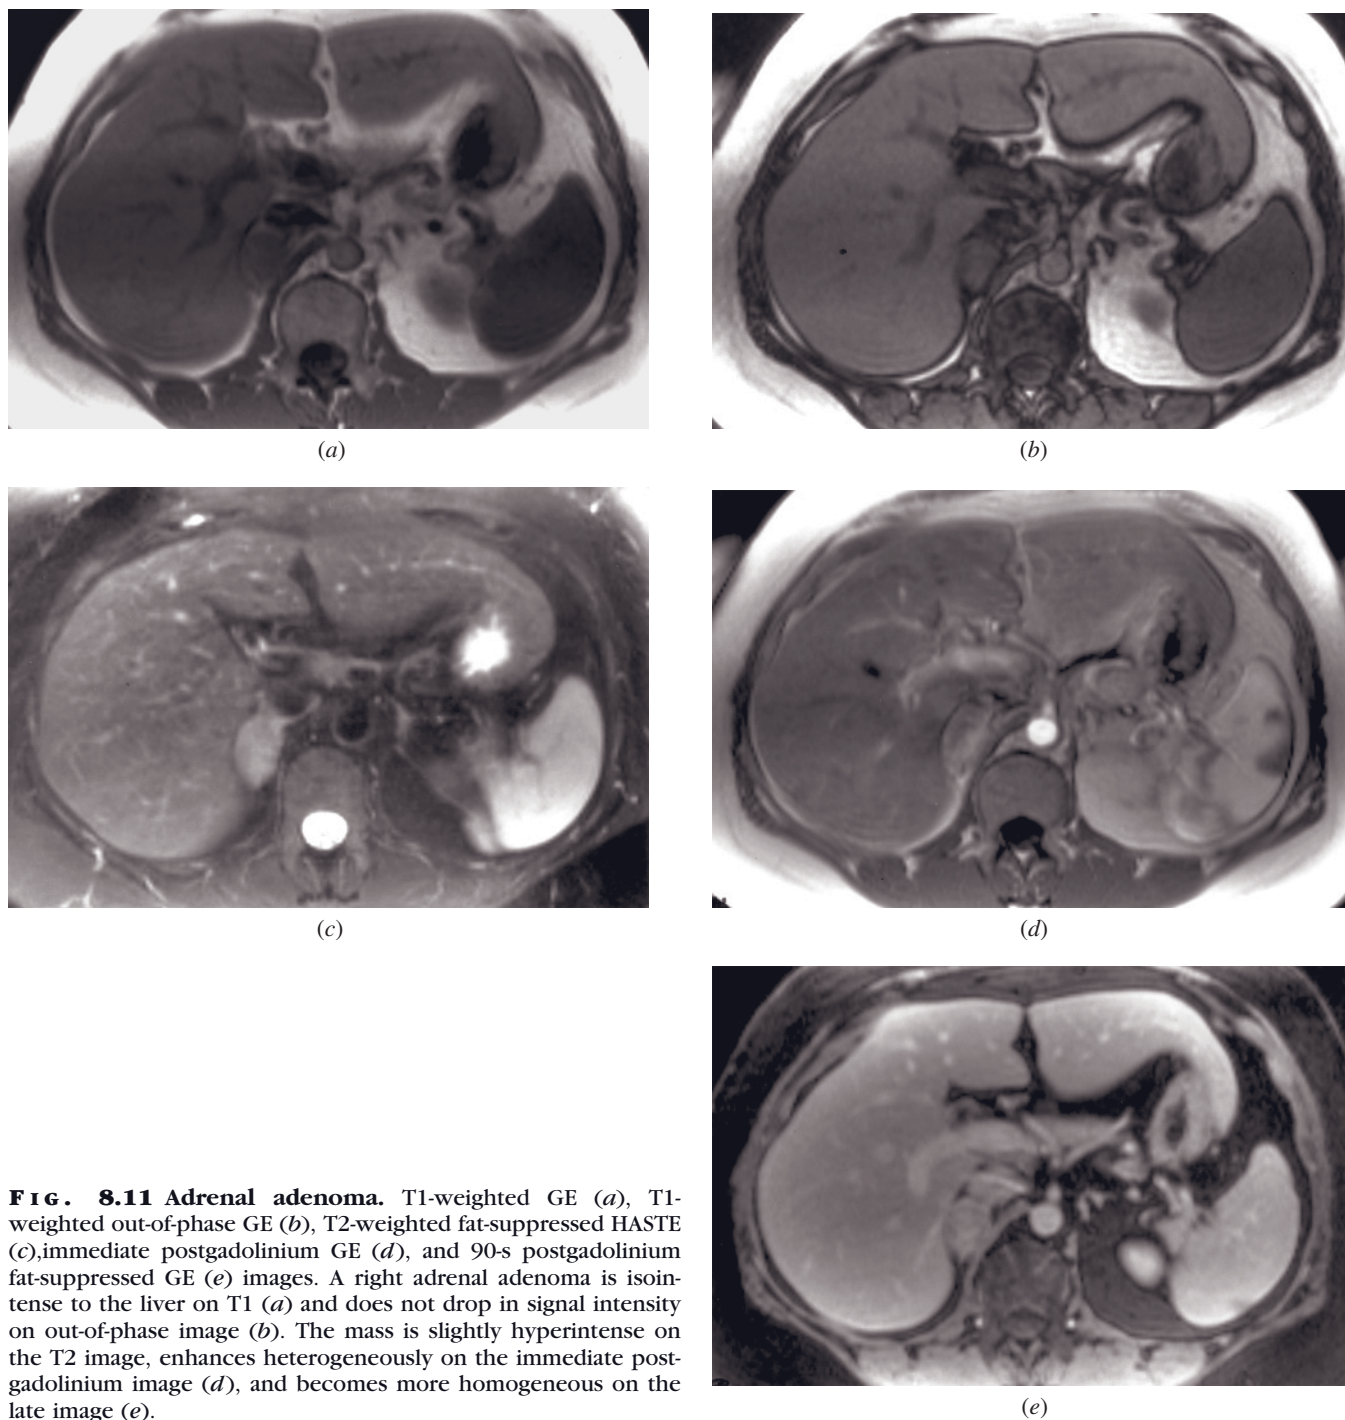 (a)
(b)
(c)
(d)
FIG. 8.11 Adrenal adenoma. T1-weighted GE (a), T1-
weighted out-of-phase GE (b), T2-weighted fat-suppressed HASTE
(c),immediate postgadolinium GE (d), and 90-s postgadolinium
fat-suppressed GE (e) images. A right adrenal adenoma is isoin-
tense to the liver on T1 (a) and does not drop in signal intensity
on out-of-phase image (b). The mass is slightly hyperintense on
the T2 image, enhances heterogeneously on the immediate post-
gadolinium image (d), and becomes more homogeneous on the
late image (e).
(e)